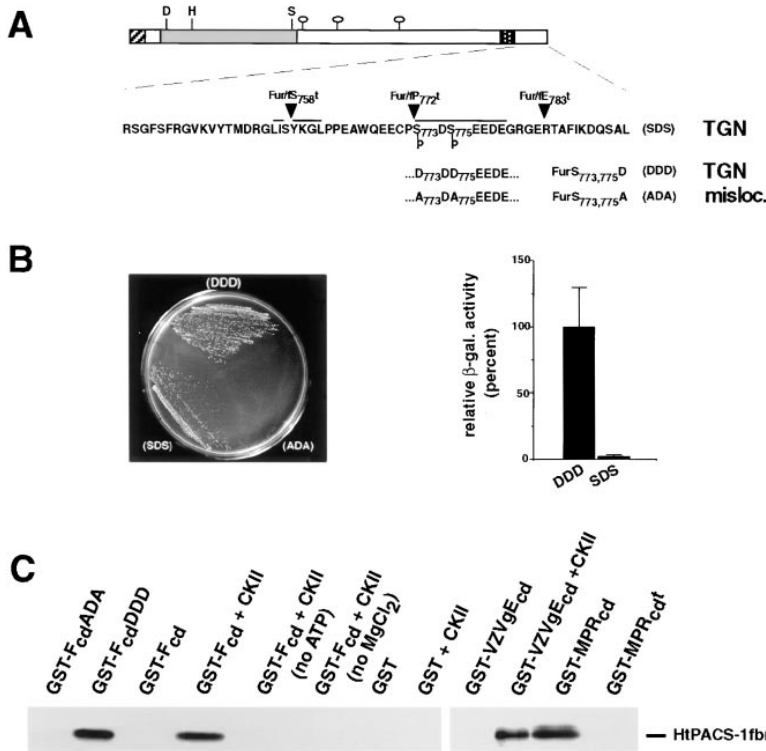 A
D H S
Fur/fS758t Fur/fP772t Fur/fE783t
RSGFSFRGVKVYTMDRGLISYKGLPPEAWQEECPS773DS775EEDEGRGERTAFIKDQSAL (SDS) TGN
P P
...D773DD775EEDE... FurS773,775D (DDD) TGN
...A773DA775EEDE... FurS773,775A (ADA) misloc.
B
(DDD)
(SDS)
(ADA)
relative β-gal. activity
(percent)
150
100
50
0
DDD
SDS
C
GST-FcdADA
GST-FcdDDD
GST-Fcd
GST-Fcd + CKII
GST-Fcd + CKII
(no ATP)
GST-Fcd + CKII
(no MgCl2)
GST
GST + CKII
GST-VZVgEcd
GST-VZVgEcd +CKII
GST-MPRcd
GST-MPRcdt
HtPACS-1fbr